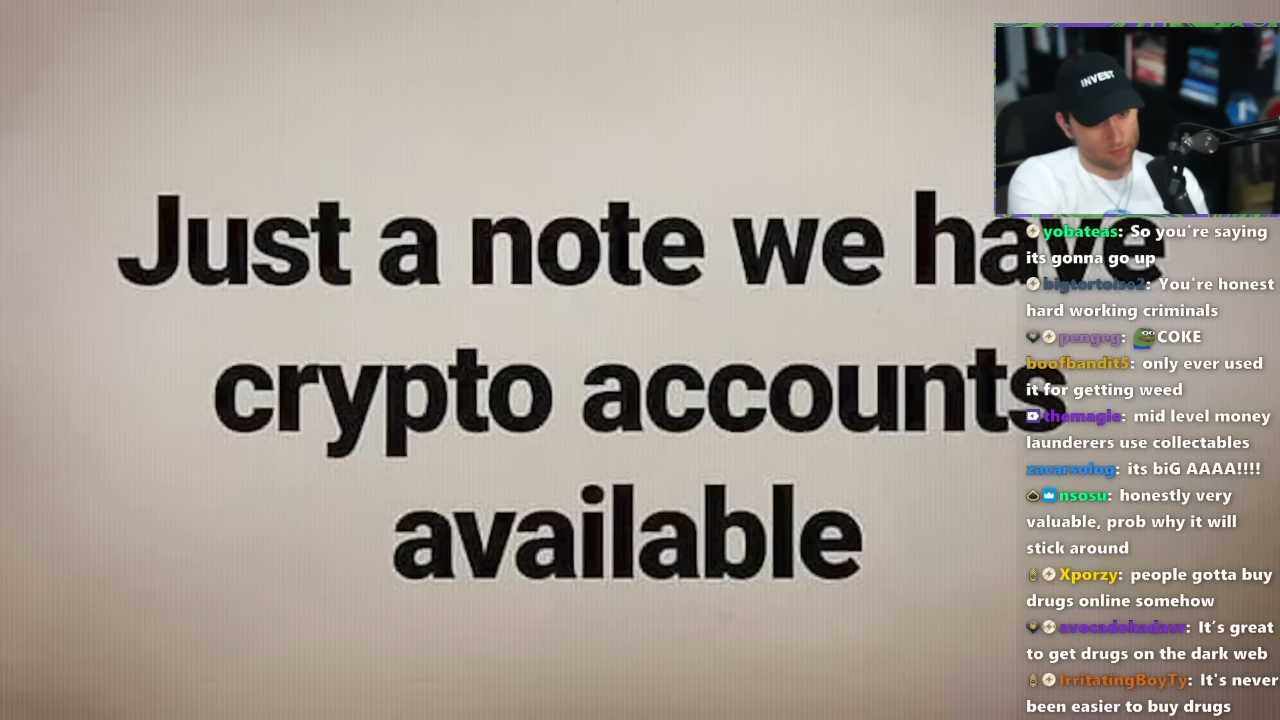 INVEST
Just a note we have
crypto accounts
available
yobateas: So you're saying
its gonna go up
bigtortoise2: You're honest
hard working criminals
pengeg: COKE
boofbandit5: only ever used
it for getting weed
themagle: mid level money
launderers use collectables
zacarsolog: its biG AAAA!!!!
nsosu: honestly very
valuable, prob why it will
stick around
Xporzy: people gotta buy
drugs online somehow
avocadokadavr: It's great
to get drugs on the dark web
IrritatingBoyTy: It's never
been easier to buy drugs